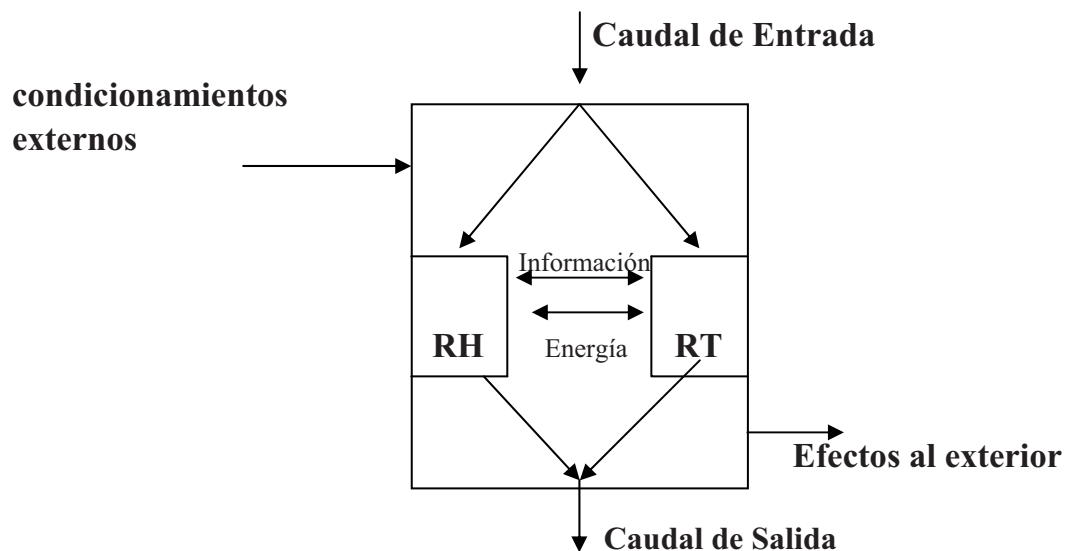 Caudal de Entrada
condicionamientos
externos
Información
RH
Energía
RT
Efectos al exterior
Caudal de Salida